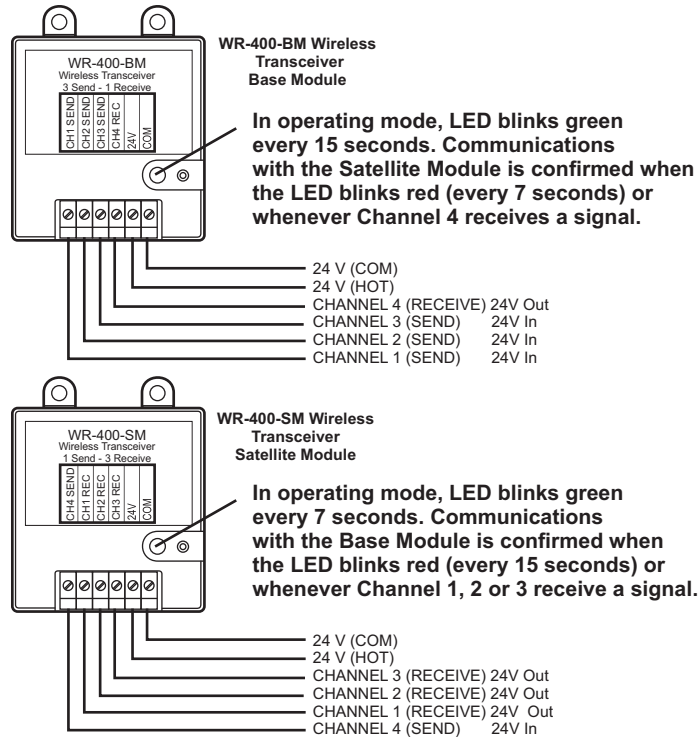 WR-400-BM Wireless
Transceiver
Base Module
WR-400-BM
Wireless Transceiver
3 Send - 1 Receive
CH1 SEND
CH2 SEND
CH3 SEND
CH4 REC
24V
COM
In operating mode, LED blinks green
every 15 seconds. Communications
with the Satellite Module is confirmed when
the LED blinks red (every 7 seconds) or
whenever Channel 4 receives a signal.
24 V (COM)
24 V (HOT)
CHANNEL 4 (RECEIVE) 24V Out
CHANNEL 3 (SEND) 24V In
CHANNEL 2 (SEND) 24V In
CHANNEL 1 (SEND) 24V In
WR-400-SM Wireless
Transceiver
Satellite Module
WR-400-SM
Wireless Transceiver
1 Send - 3 Receive
CH4 SEND
CH1 REC
CH2 REC
CH3 REC
24V
COM
In operating mode, LED blinks green
every 7 seconds. Communications
with the Base Module is confirmed when
the LED blinks red (every 15 seconds) or
whenever Channel 1, 2 or 3 receive a signal.
24 V (COM)
24 V (HOT)
CHANNEL 3 (RECEIVE) 24V Out
CHANNEL 2 (RECEIVE) 24V Out
CHANNEL 1 (RECEIVE) 24V Out
CHANNEL 4 (SEND) 24V In